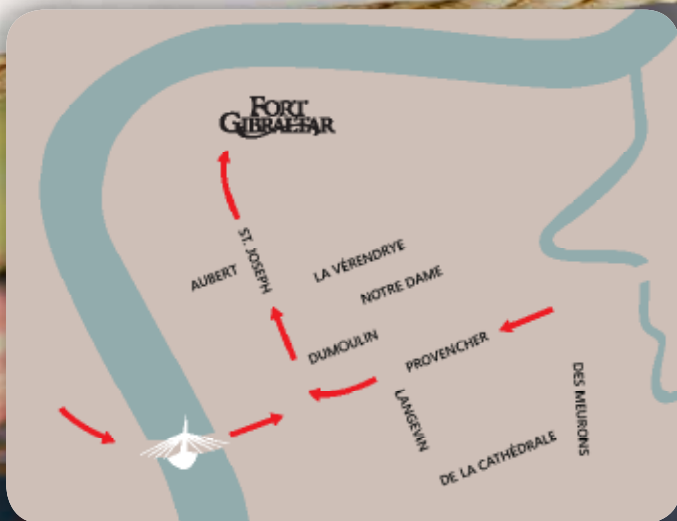 FORT
GIBRALTAR
ST. JOSEPH
AUBERT
LA VÉRENDRYE
NOTRE DAME
DUMOULIN
PROVENCHER
LANGEVIN
DES MEURONS
DE LA CATHÉDRALE